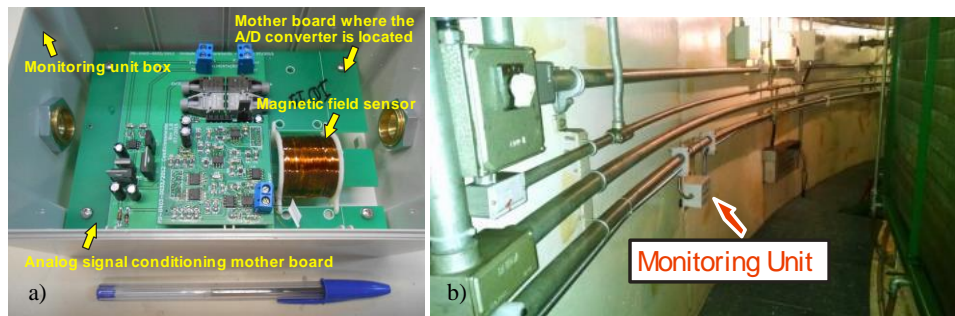 Mother board where the
A/D converter is located
Monitoring-unit box
Magnetic field sensor
Analog signal conditioning mother board
a)
Monitoring Unit
b)